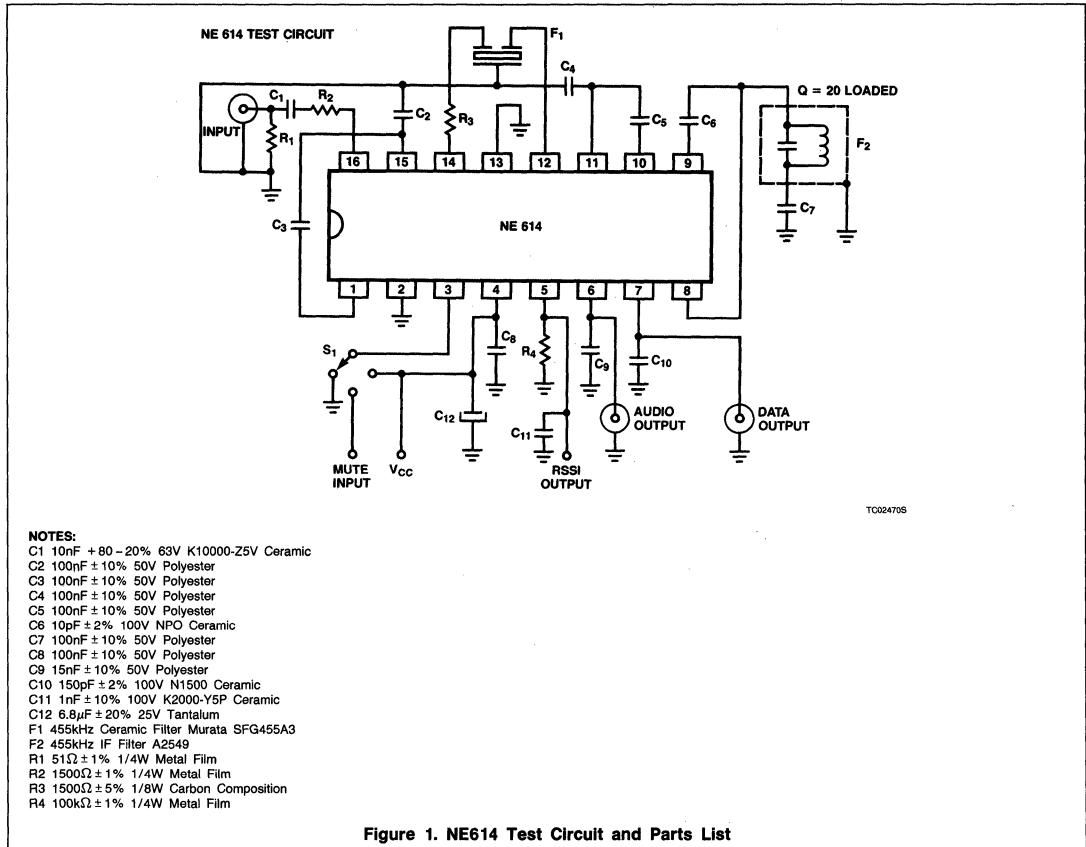 NE 614 TEST CIRCUIT
F1
C4
Q = 20 LOADED
C1
R2
INPUT
R1
C2
R3
C5
C6
F2
16
15
14
13
12
11
10
9
C7
C3
NE 614
1
2
3
4
5
6
7
8
S1
C8
R4
C9
C10
C12
C11
AUDIO
OUTPUT
DATA
OUTPUT
MUTE
INPUT
VCC
RSSI
OUTPUT
TC02470S
NOTES:
C1 10nF +80 – 20% 63V K10000-Z5V Ceramic
C2 100nF ± 10% 50V Polyester
C3 100nF ± 10% 50V Polyester
C4 100nF ± 10% 50V Polyester
C5 100nF ± 10% 50V Polyester
C6 10pF ± 2% 100V NPO Ceramic
C7 100nF ± 10% 50V Polyester
C8 100nF ± 10% 50V Polyester
C9 15nF ± 10% 50V Polyester
C10 150pF ± 2% 100V N1500 Ceramic
C11 1nF ± 10% 100V K2000-Y5P Ceramic
C12 6.8μF ± 20% 25V Tantalum
F1 455kHz Ceramic Filter Murata SFG455A3
F2 455kHz IF Filter A2549
R1 51Ω ± 1% 1/4W Metal Film
R2 1500Ω ± 1% 1/4W Metal Film
R3 1500Ω ± 5% 1/8W Carbon Composition
R4 100kΩ ± 1% 1/4W Metal Film
Figure 1. NE614 Test Circuit and Parts List